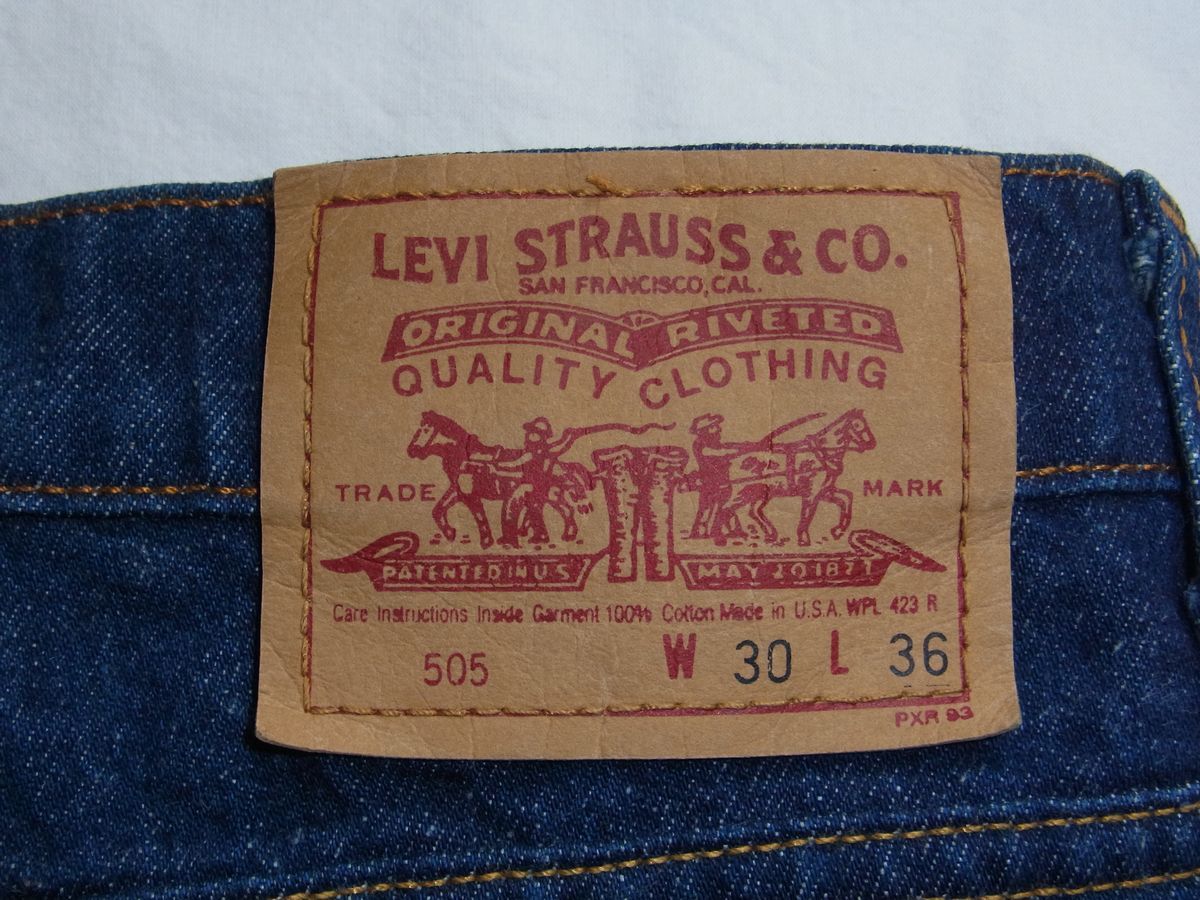 LEVI STRAUSS & CO.
SAN FRANCISCO, CAL.
ORIGINAL RIVETED
QUALITY CLOTHING
TRADE MARK
PATENTED IN U.S. MAY 20 1873
Care Instructions Inside Garment 100% Cotton Made in U.S.A. WPL 423 R
505 W 30 L 36
PXR 93